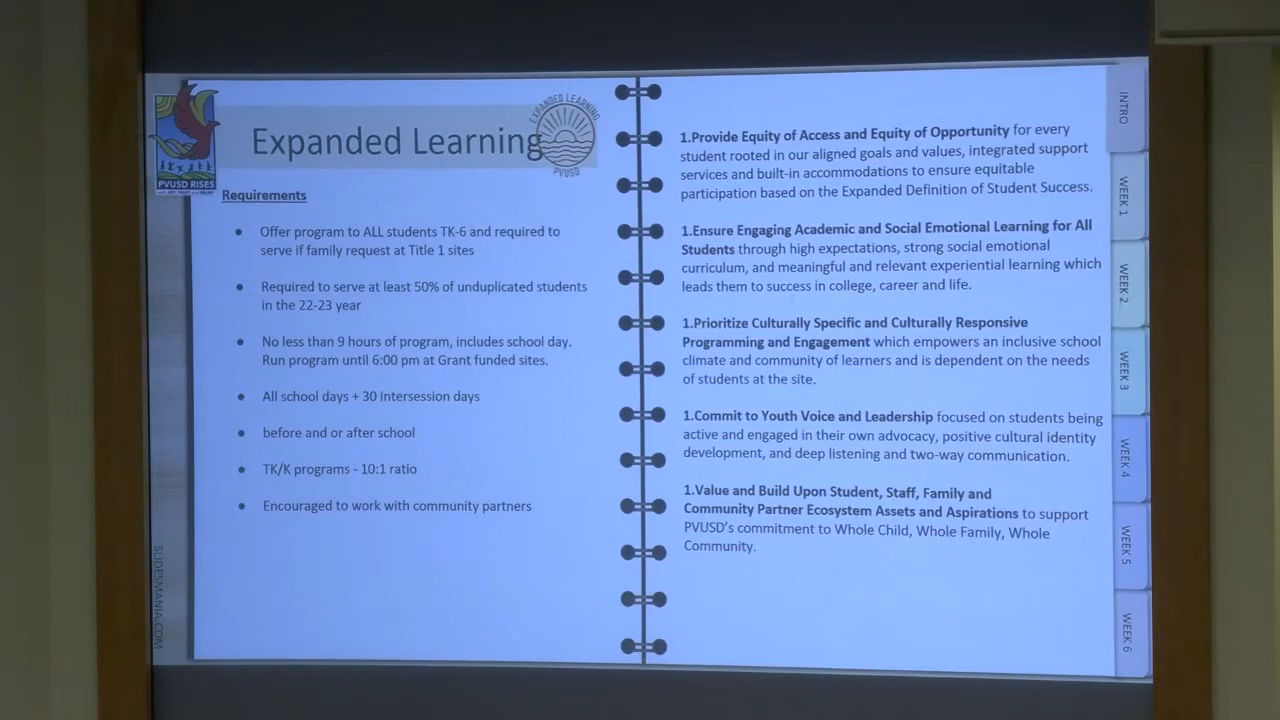 Expanded Learning
EXPANDED LEARNING
PVUSD
PVUSD RISES
Requirements
● Offer program to ALL students TK-6 and required to
serve if family request at Title 1 sites
● Required to serve at least 50% of unduplicated students
in the 22-23 year
● No less than 9 hours of program, includes school day.
Run program until 6:00 pm at Grant funded sites.
● All school days + 30 intersession days
● before and or after school
● TK/K programs - 10:1 ratio
● Encouraged to work with community partners
SLIDESMANIA.COM
1.Provide Equity of Access and Equity of Opportunity for every
student rooted in our aligned goals and values, integrated support
services and built-in accommodations to ensure equitable
participation based on the Expanded Definition of Student Success.
1.Ensure Engaging Academic and Social Emotional Learning for All
Students through high expectations, strong social emotional
curriculum, and meaningful and relevant experiential learning which
leads them to success in college, career and life.
1.Prioritize Culturally Specific and Culturally Responsive
Programming and Engagement which empowers an inclusive school
climate and community of learners and is dependent on the needs
of students at the site.
1.Commit to Youth Voice and Leadership focused on students being
active and engaged in their own advocacy, positive cultural identity
development, and deep listening and two-way communication.
1.Value and Build Upon Student, Staff, Family and
Community Partner Ecosystem Assets and Aspirations to support
PVUSD's commitment to Whole Child, Whole Family, Whole
Community.
INTRO
WEEK 1
WEEK 2
WEEK 3
WEEK 4
WEEK 5
WEEK 6